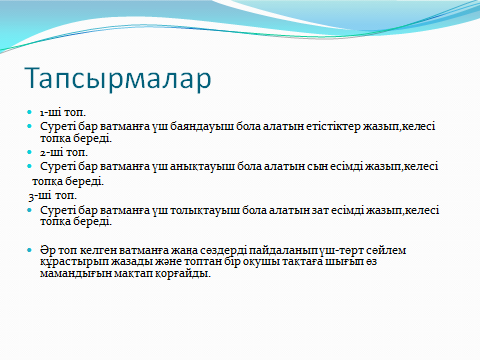 Тапсырмалар
1-ші топ.
Суреті бар ватманға үш баяндауыш бола алатын етістіктер жазып,келесі
топқа береді.
2-ші топ.
Суреті бар ватманға үш анықтауыш бола алатын сын есімді жазып,келесі
топқа береді.
3-ші топ.
Суреті бар ватманға үш толықтауыш бола алатын зат есімді жазып,келесі
топқа береді.
Әр топ келген ватманға жаңа сөздерді пайдаланып үш-төрт сөйлем
құрастырып жазады және топтан бір оқушы тақтаға шығып өз
мамандығын мақтап қорғайды.